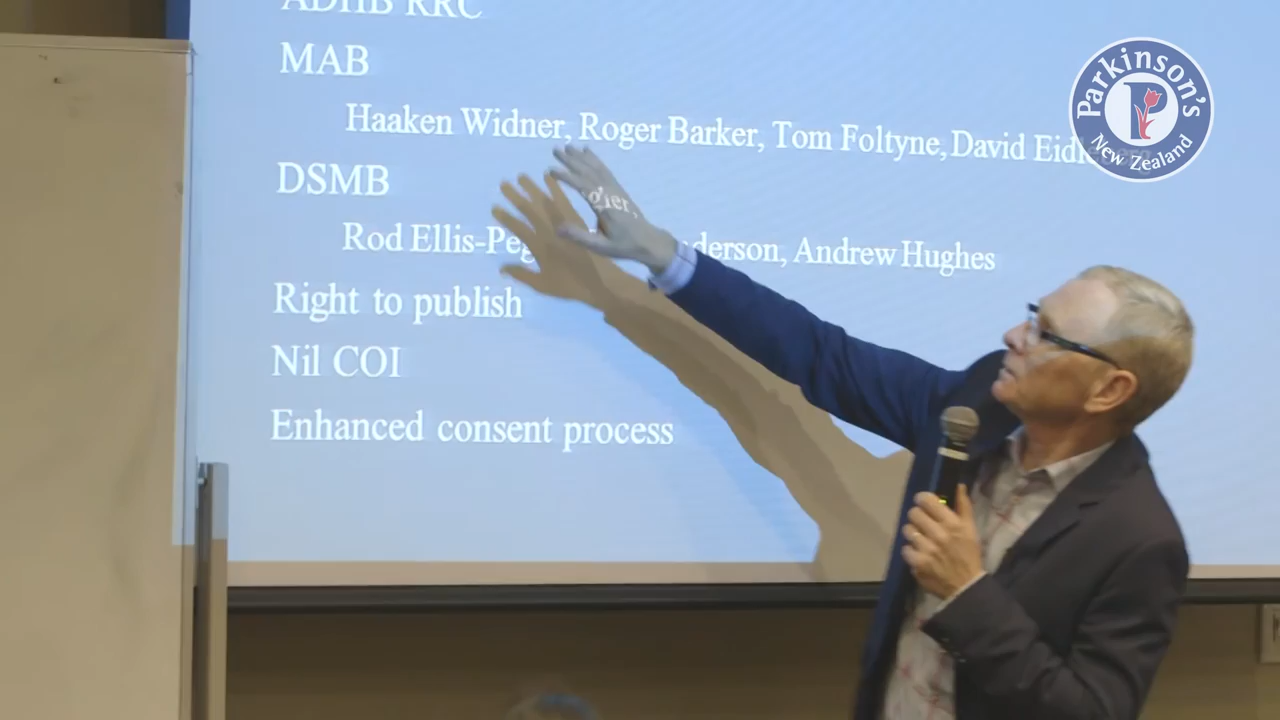 ADHB RRC
MAB
Haaken Widner, Roger Barker, Tom Foltyne, David
DSMB
Rod Ellis-Peg derson, Andrew Hughes
Right to publish
Nil COI
Enhanced consent process
Parkinson's
P
New Zealand